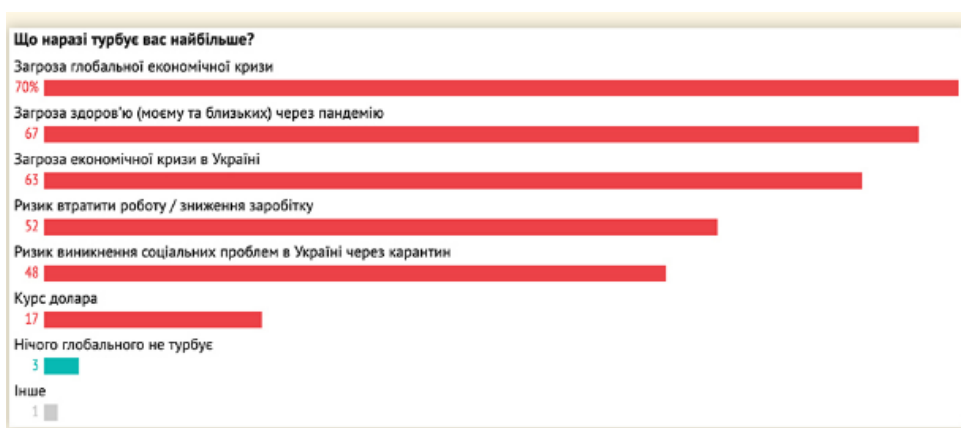 Що наразі турбує вас найбільше?
Загроза глобальної економічної кризи
70%
Загроза здоров'ю (моєму та близьких) через пандемію
67
Загроза економічної кризи в Україні
63
Ризик втратити роботу / зниження заробітку
52
Ризик виникнення соціальних проблем в Україні через карантин
48
Курс долара
17
Нічого глобального не турбує
3
Інше
1